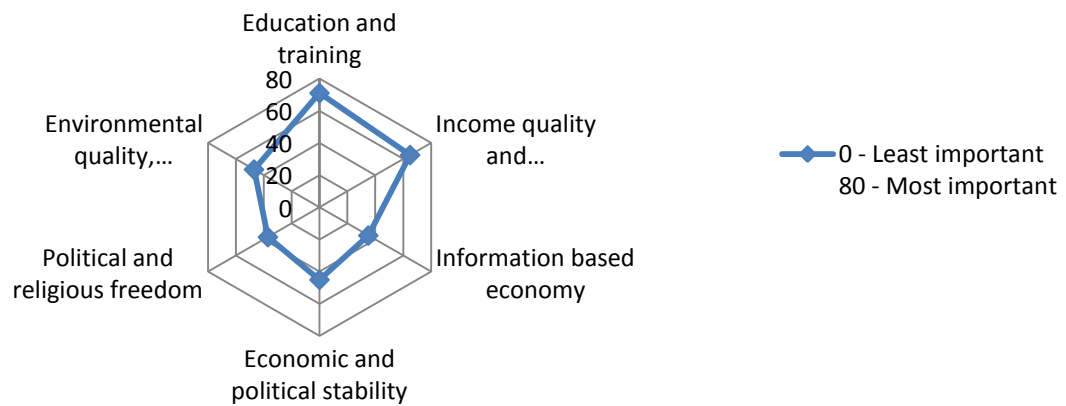 Education and
training
80
60
40
20
0
Income quality
and...
Information based
economy
Economic and
political stability
Political and
religious freedom
Environmental
quality,...
0 - Least important
80 - Most important